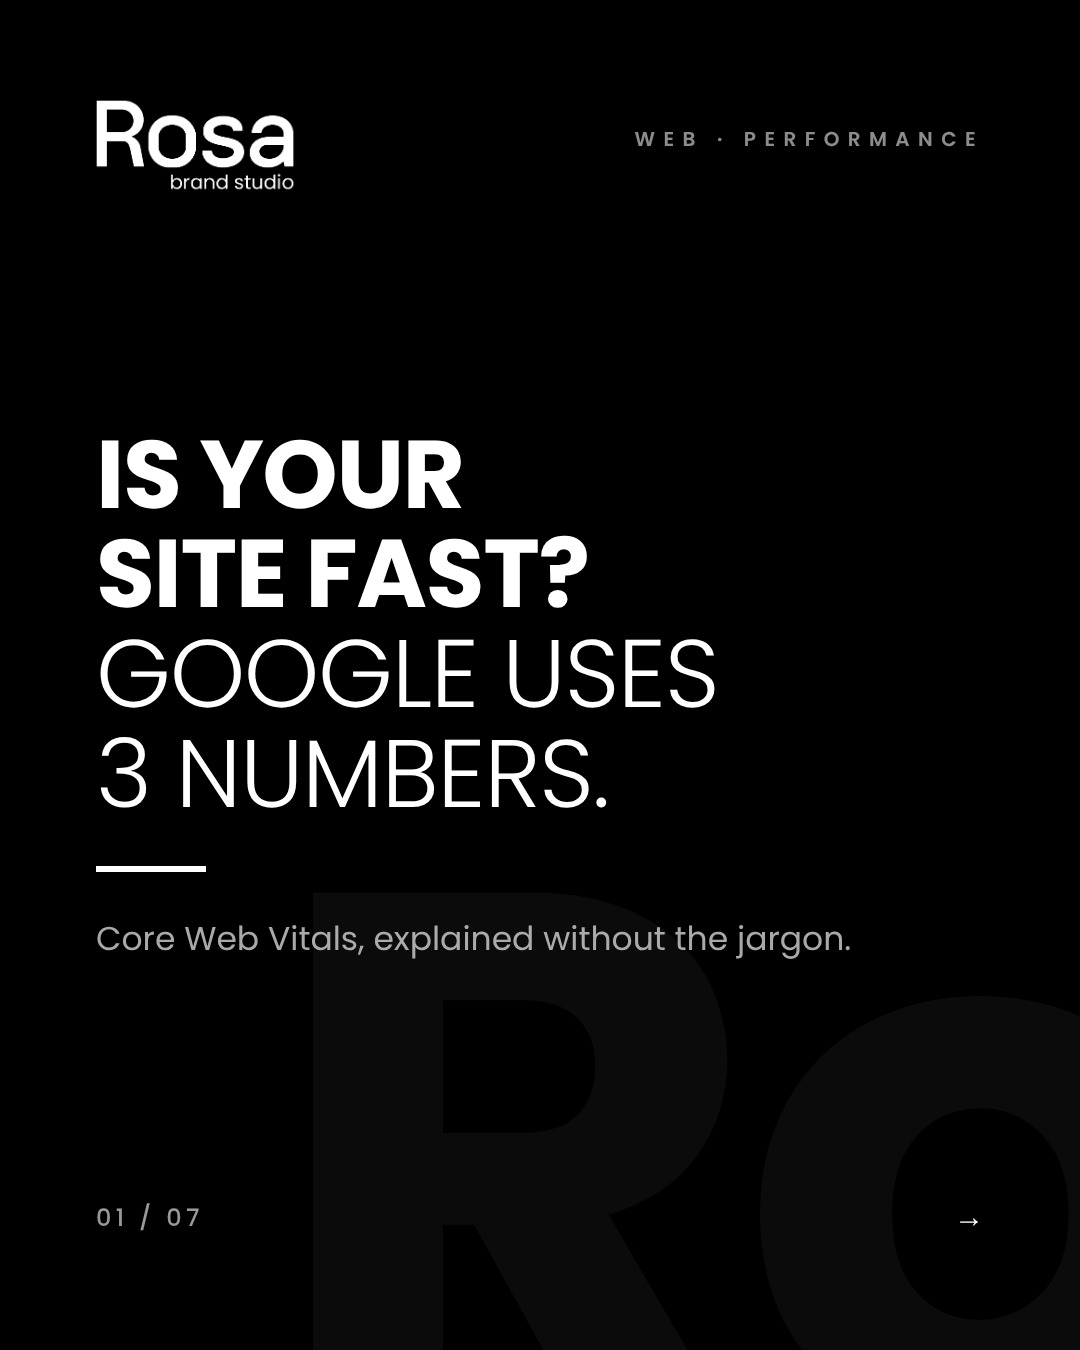 Rosa
brand studio
WEB · PERFORMANCE
IS YOUR
SITE FAST?
GOOGLE USES
3 NUMBERS.
Core Web Vitals, explained without the jargon.
Ro
01 / 07
→